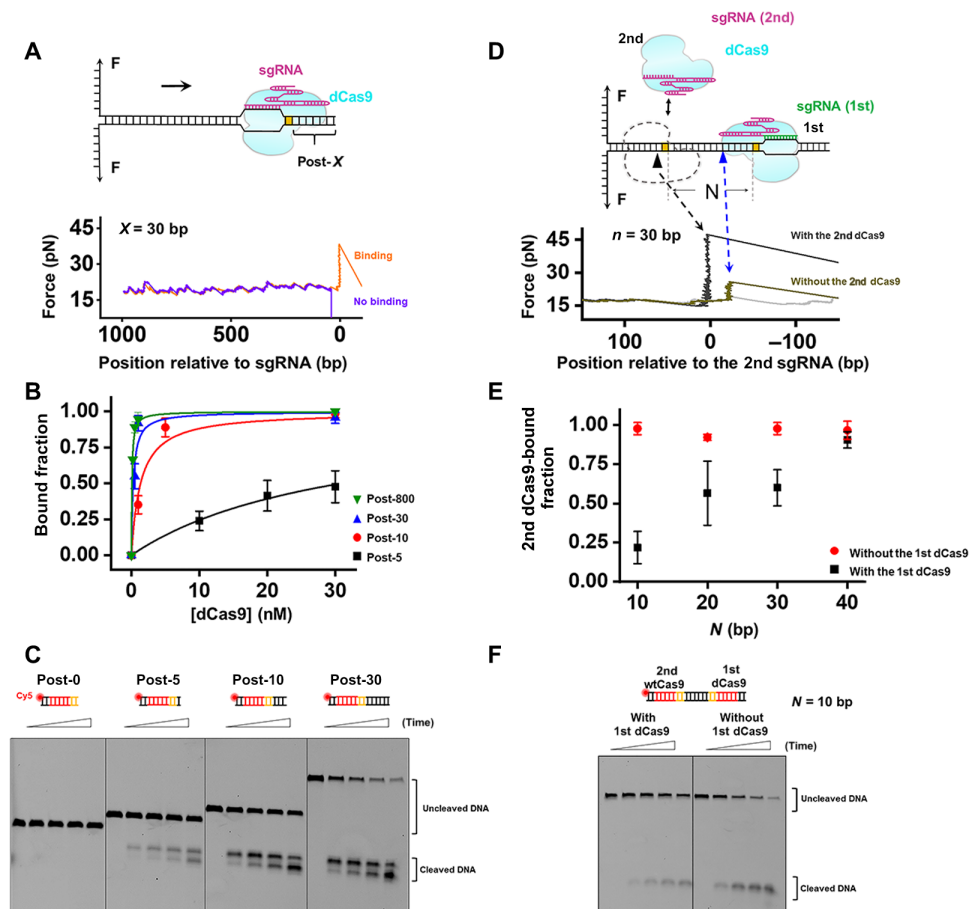 A
F
F
sgRNA
dCas9
Post-X
Force (pN)
45
30
15
X = 30 bp
Binding
No binding
1000
500
0
Position relative to sgRNA (bp)
B
Bound fraction
1.00
0.75
0.50
0.25
0.00
Post-800
Post-30
Post-10
Post-5
0
10
20
30
[dCas9] (nM)
C
Post-0
Post-5
Post-10
Post-30
Cy5
(Time)
Uncleaved DNA
Cleaved DNA
D
sgRNA (2nd)
2nd
dCas9
sgRNA (1st)
1st
F
F
N
Force (pN)
45
30
15
n = 30 bp
With the 2nd dCas9
Without the 2nd dCas9
100
0
–100
Position relative to the 2nd sgRNA (bp)
E
2nd dCas9-bound
fraction
1.00
0.75
0.50
0.25
0.00
Without the 1st dCas9
With the 1st dCas9
10
20
30
40
N (bp)
F
2nd
wtCas9
1st
dCas9
N = 10 bp
With
1st dCas9
Without
1st dCas9
(Time)
Uncleaved DNA
Cleaved DNA